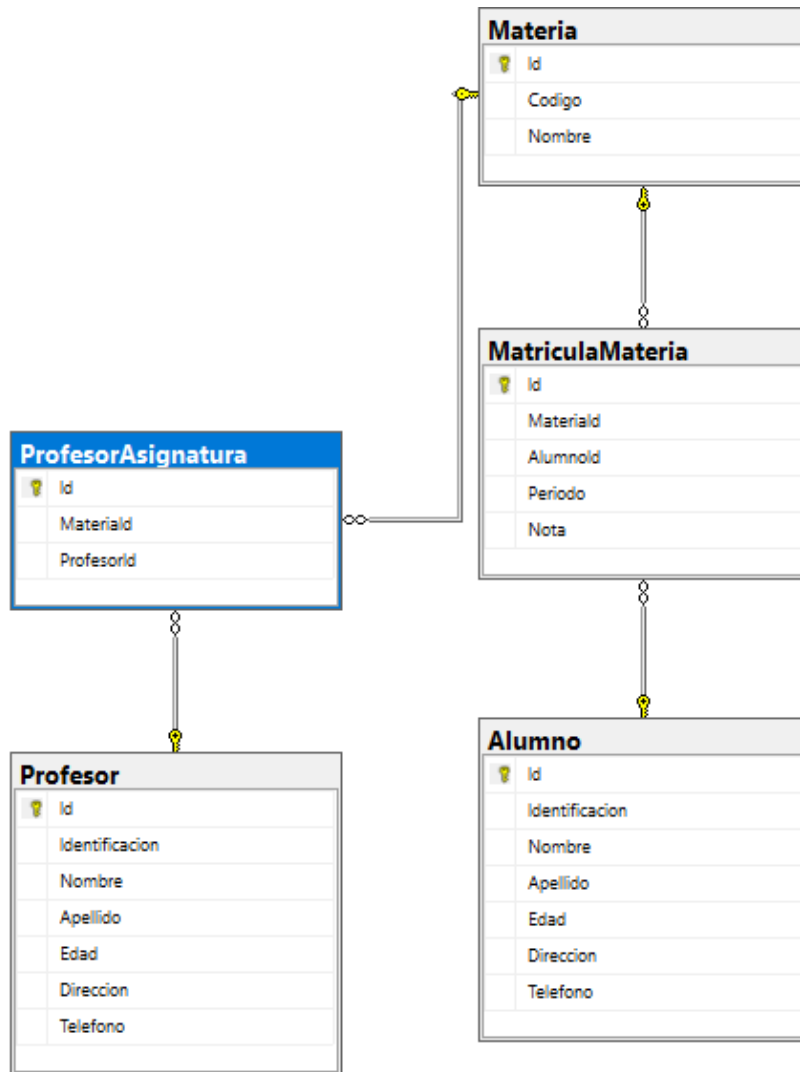 Materia
Id
Codigo
Nombre
MatriculaMateria
Id
MateriaId
AlumnoId
Periodo
Nota
ProfesorAsignatura
Id
MateriaId
ProfesorId
Profesor
Id
Identificacion
Nombre
Apellido
Edad
Direccion
Telefono
Alumno
Id
Identificacion
Nombre
Apellido
Edad
Direccion
Telefono